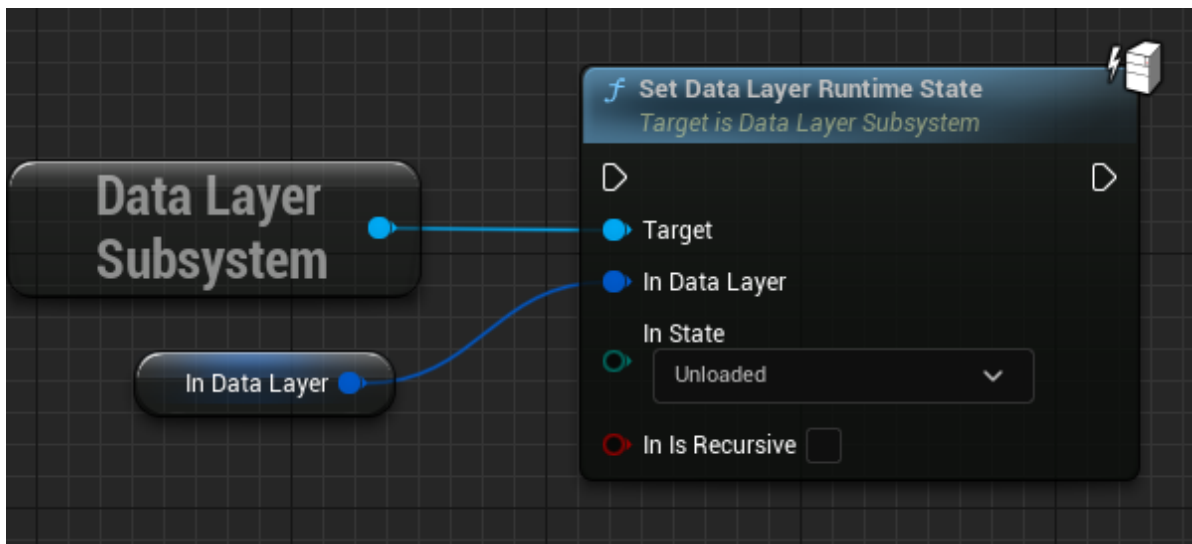 Set Data Layer Runtime State
Target is Data Layer Subsystem
Data Layer
Subsystem
Target
In Data Layer
In State
Unloaded
In Data Layer
In Is Recursive